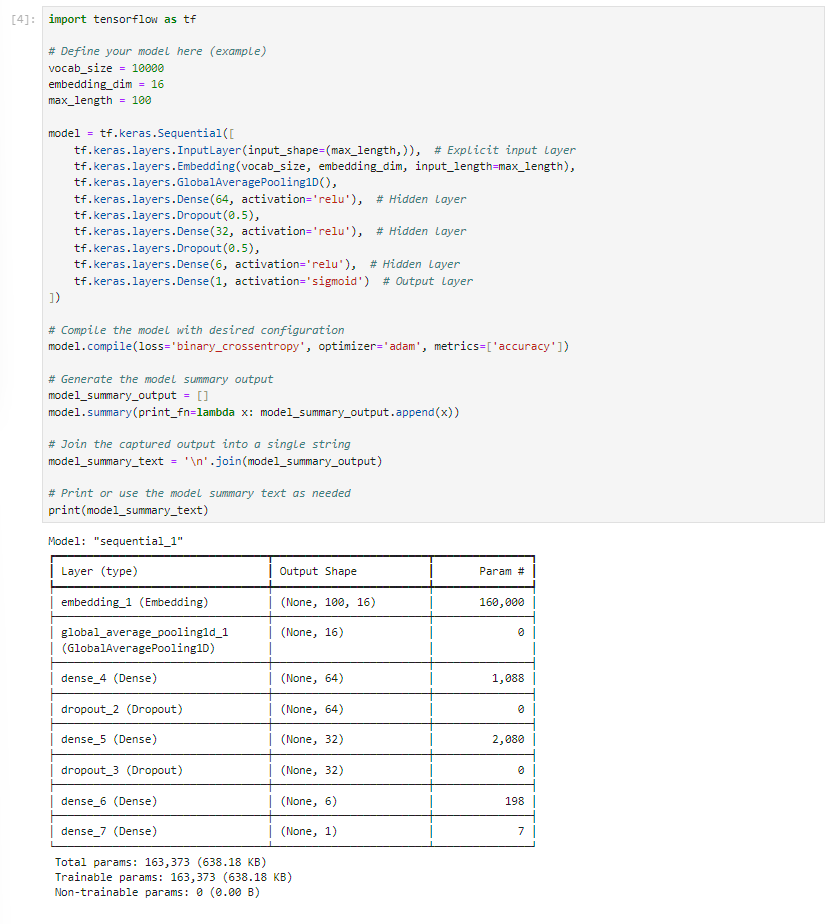 [4]: import tensorflow as tf
# Define your model here (example)
vocab_size = 10000
embedding_dim = 16
max_length = 100
model = tf.keras.Sequential([
    tf.keras.layers.InputLayer(input_shape=(max_length,)),  # Explicit input layer
    tf.keras.layers.Embedding(vocab_size, embedding_dim, input_length=max_length),
    tf.keras.layers.GlobalAveragePooling1D(),
    tf.keras.layers.Dense(64, activation='relu'),  # Hidden layer
    tf.keras.layers.Dropout(0.5),
    tf.keras.layers.Dense(32, activation='relu'),  # Hidden layer
    tf.keras.layers.Dropout(0.5),
    tf.keras.layers.Dense(6, activation='relu'),  # Hidden layer
    tf.keras.layers.Dense(1, activation='sigmoid')  # Output layer
])
# Compile the model with desired configuration
model.compile(loss='binary_crossentropy', optimizer='adam', metrics=['accuracy'])
# Generate the model summary output
model_summary_output = []
model.summary(print_fn=lambda x: model_summary_output.append(x))
# Join the captured output into a single string
model_summary_text = '\n'.join(model_summary_output)
# Print or use the model summary text as needed
print(model_summary_text)
Model: "sequential_1"
Layer (type) Output Shape Param #
embedding_1 (Embedding) (None, 100, 16) 160,000
global_average_pooling1d_1 (None, 16) 0
(GlobalAveragePooling1D)
dense_4 (Dense) (None, 64) 1,088
dropout_2 (Dropout) (None, 64) 0
dense_5 (Dense) (None, 32) 2,080
dropout_3 (Dropout) (None, 32) 0
dense_6 (Dense) (None, 6) 198
dense_7 (Dense) (None, 1) 7
Total params: 163,373 (638.18 KB)
Trainable params: 163,373 (638.18 KB)
Non-trainable params: 0 (0.00 B)